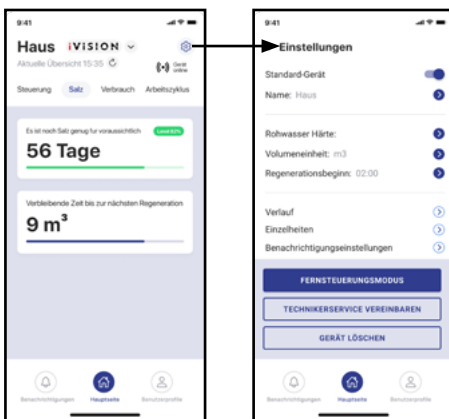 9:41
Haus iVISION
Aktuelle Übersicht 15:35
Gerät online
Steuerung Salz Verbrauch Arbeitszyklus
Es ist noch Salz genug fur voraussichtlich
Level 82%
56 Tage
Verbleibende Zeit bis zur nächsten Regeneration
9 m³
Benachrichtigungen Hauptseite Benutzerprofile
9:41
Einstellungen
Standard-Gerät
Name: Haus
Rohwasser Härte:
Volumeneinheit: m3
Regenerationsbeginn: 02:00
Verlauf
Einzelheiten
Benachrichtigungseinstellungen
FERNSTEUERUNGSMODUS
TECHNIKERSERVICE VEREINBAREN
GERÄT LÖSCHEN
Benachrichtigungen Hauptseite Benutzerprofile